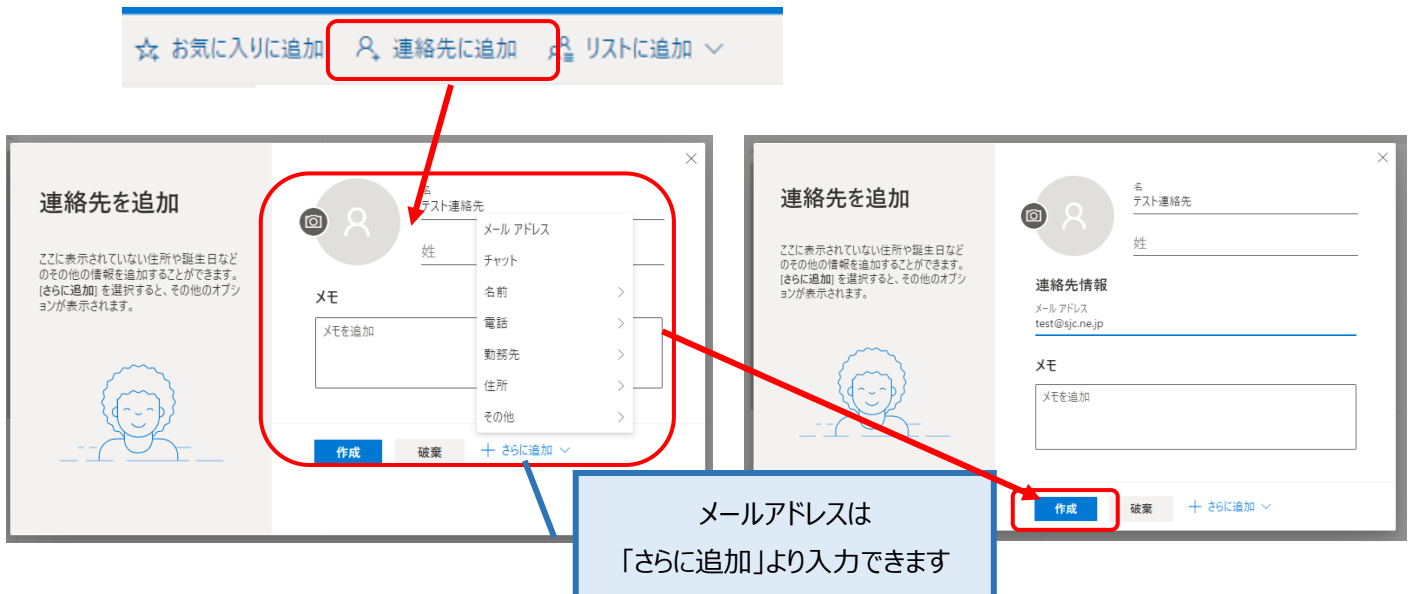 お気に入りに追加 連絡先に追加 リストに追加
連絡先を追加
ここに表示されていない住所や誕生日など
のその他の情報を追加することができます。
[さらに追加] を選択すると、その他のオプシ
ョンが表示されます。
名
テスト連絡先
姓
メモ
メモを追加
メール アドレス
チャット
名前
電話
勤務先
住所
その他
作成 破棄 さらに追加
連絡先を追加
ここに表示されていない住所や誕生日など
のその他の情報を追加することができます。
[さらに追加] を選択すると、その他のオプシ
ョンが表示されます。
名
テスト連絡先
姓
連絡先情報
メール アドレス
test@sjc.ne.jp
メモ
メモを追加
作成 破棄 さらに追加
メールアドレスは
「さらに追加」より入力できます